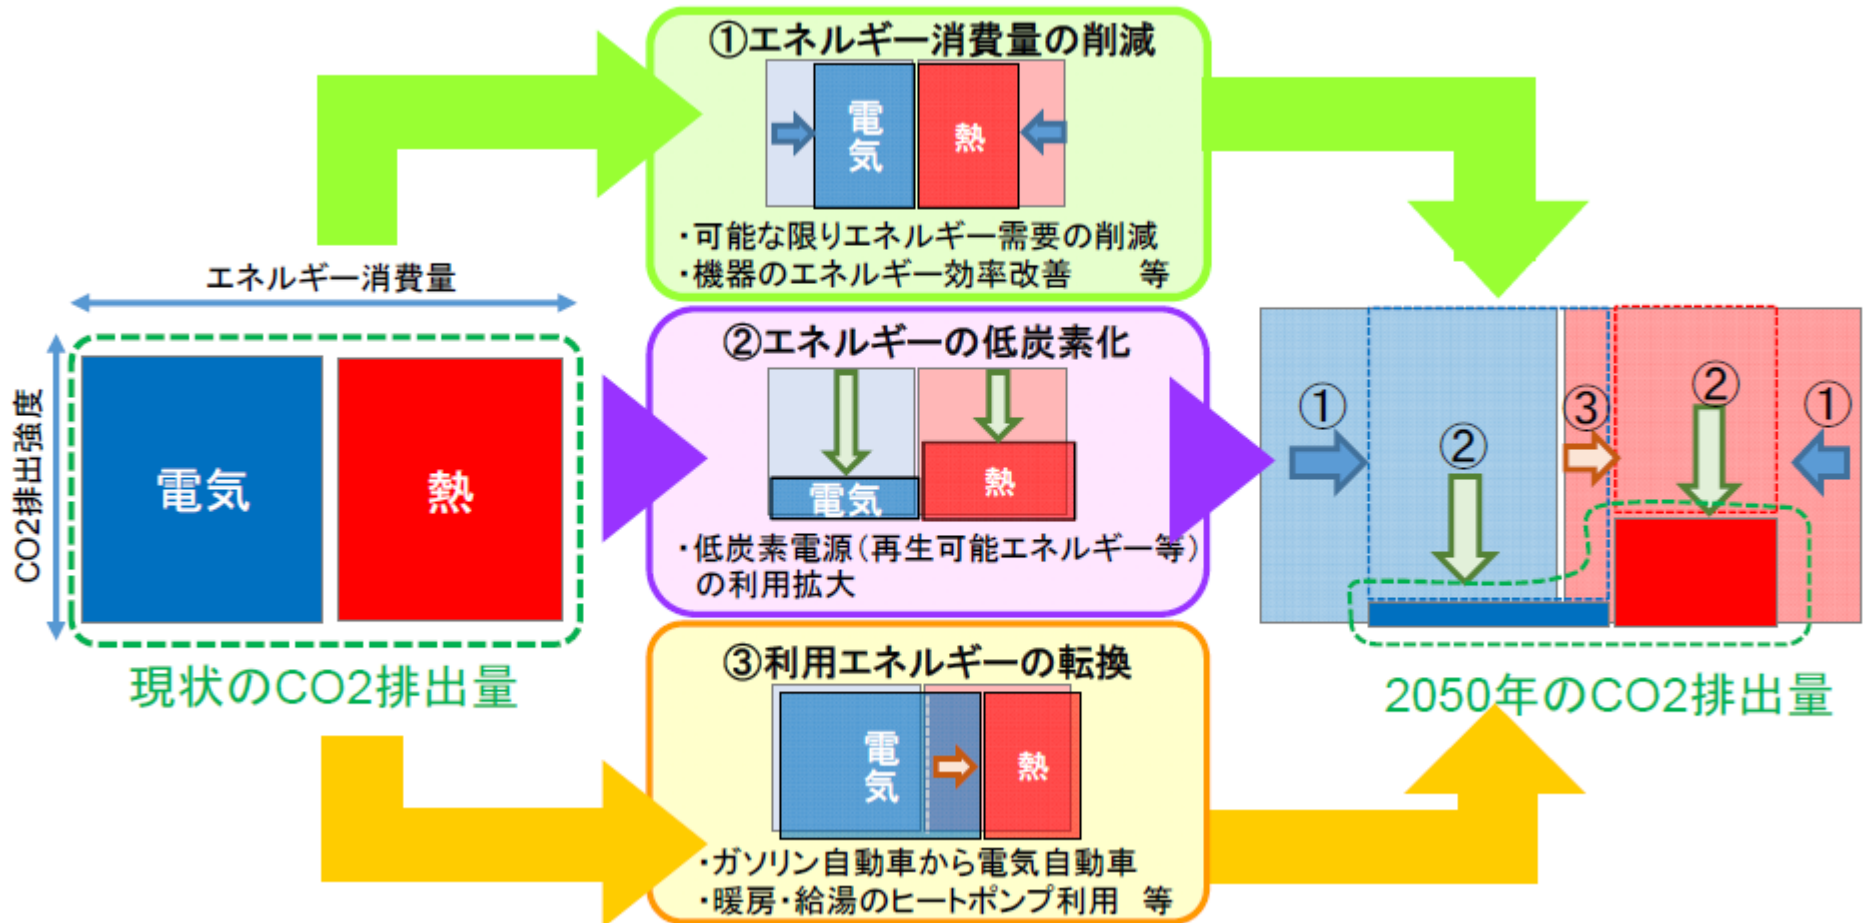 ①エネルギー消費量の削減
電気
熱
・可能な限りエネルギー需要の削減
・機器のエネルギー効率改善　等
エネルギー消費量
CO2排出強度
電気
熱
現状のCO2排出量
②エネルギーの低炭素化
電気
熱
・低炭素電源(再生可能エネルギー等)
の利用拡大
③利用エネルギーの転換
電気
熱
・ガソリン自動車から電気自動車
・暖房・給湯のヒートポンプ利用　等
①
②
③
②
①
2050年のCO2排出量